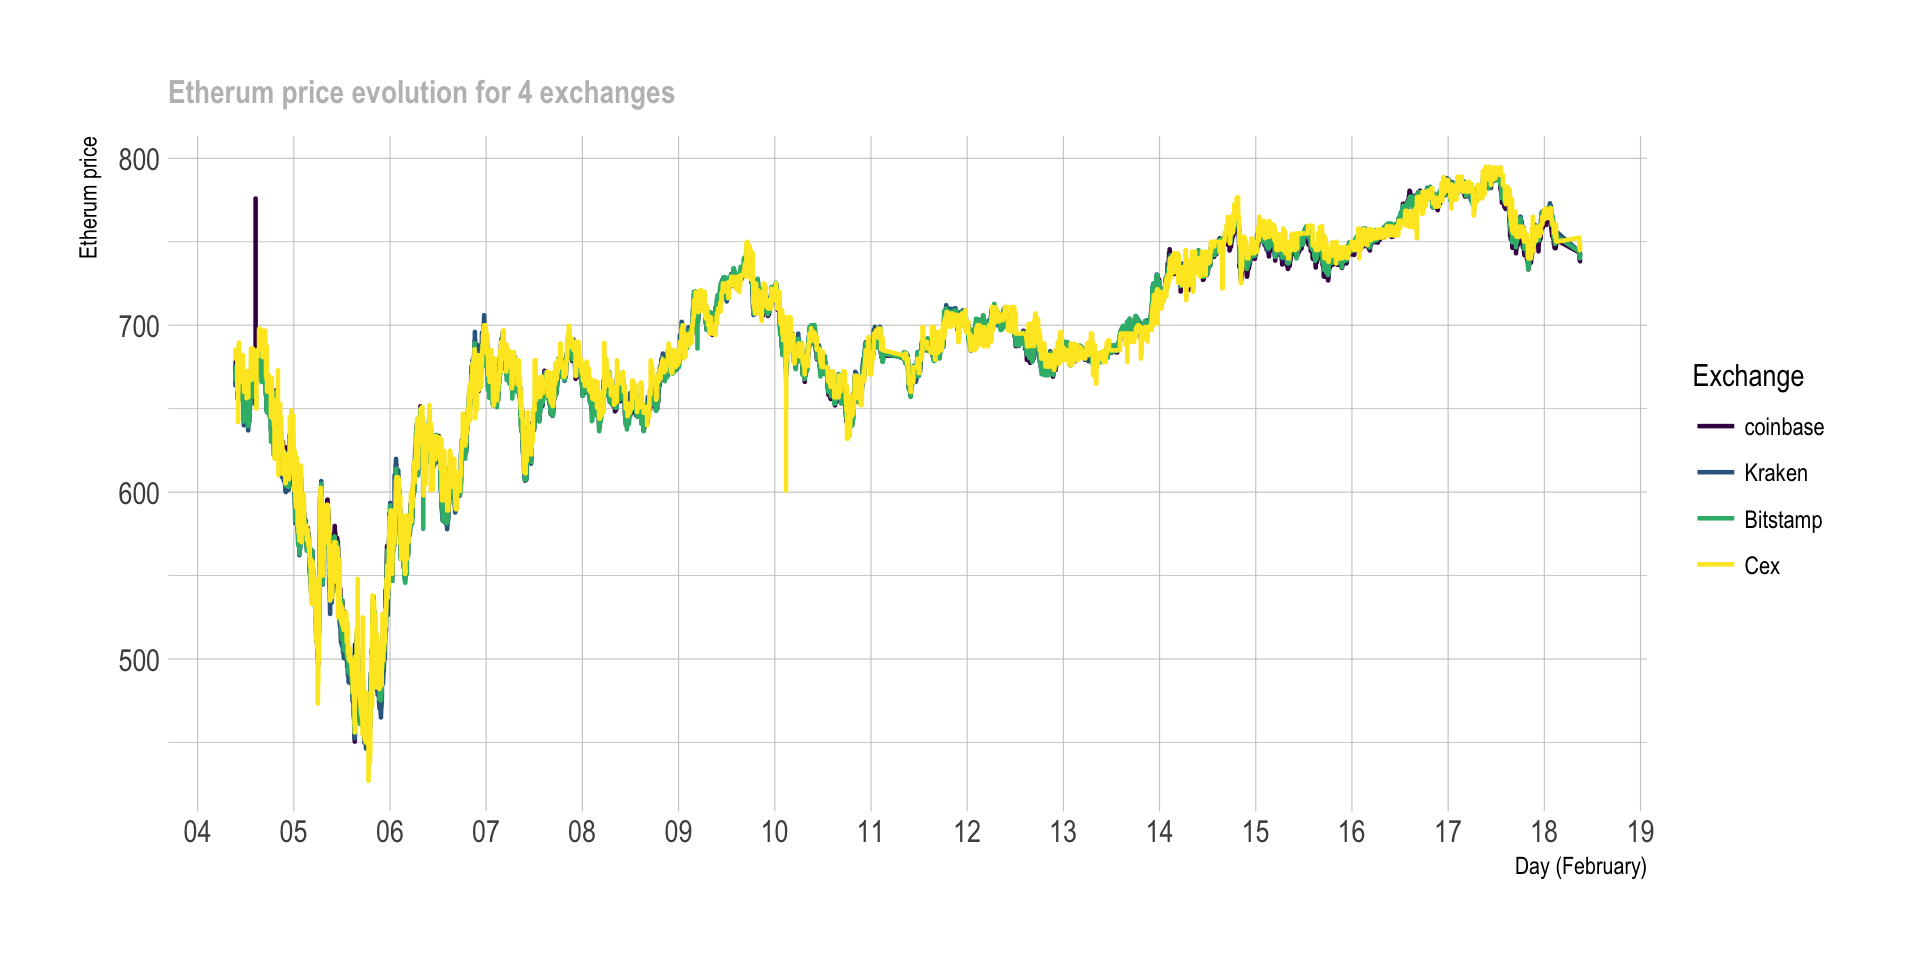 Etherum price evolution for 4 exchanges
Etherum price
800
700
600
500
04 05 06 07 08 09 10 11 12 13 14 15 16 17 18 19
Day (February)
Exchange
coinbase
Kraken
Bitstamp
Cex